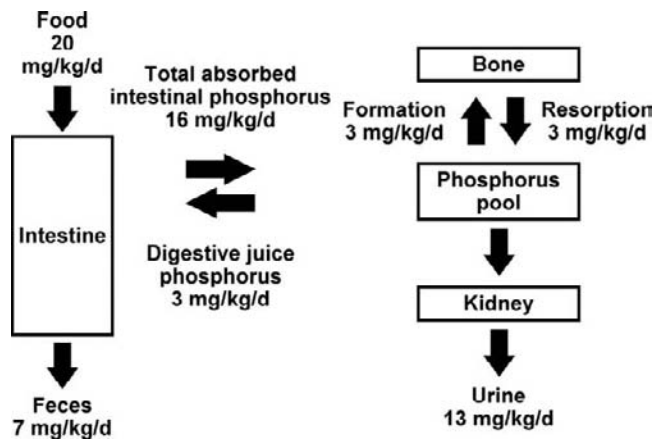 Food
20
mg/kg/d
Total absorbed
intestinal phosphorus
16 mg/kg/d
Intestine
Digestive juice
phosphorus
3 mg/kg/d
Feces
7 mg/kg/d
Bone
Formation
3 mg/kg/d
Resorption
3 mg/kg/d
Phosphorus
pool
Kidney
Urine
13 mg/kg/d